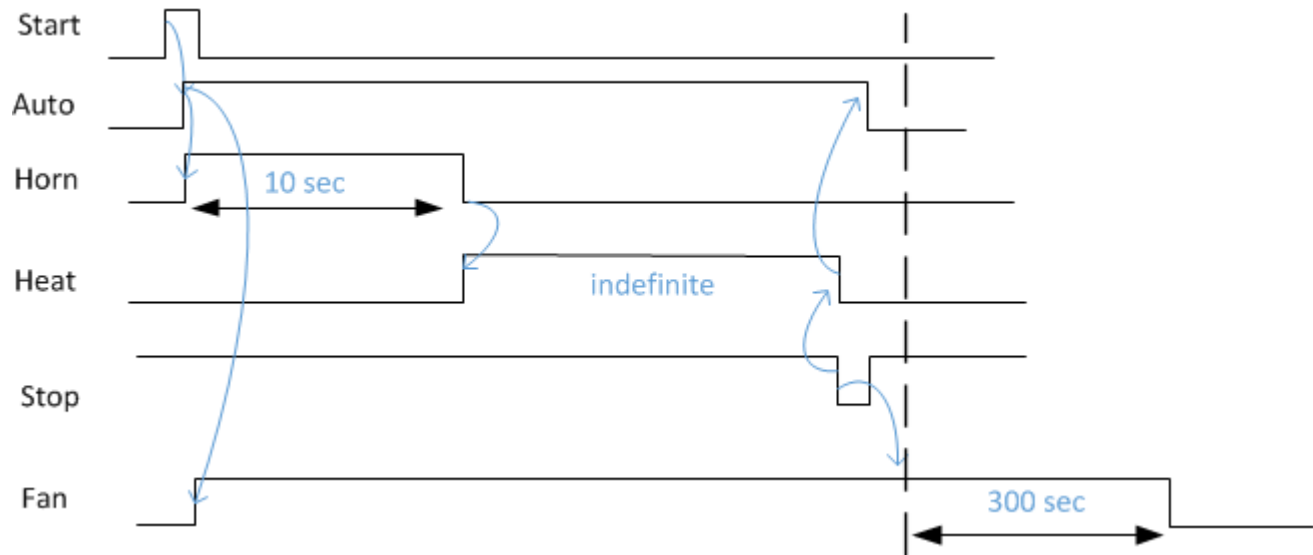 Start
Auto
Horn
10 sec
Heat
indefinite
Stop
Fan
300 sec